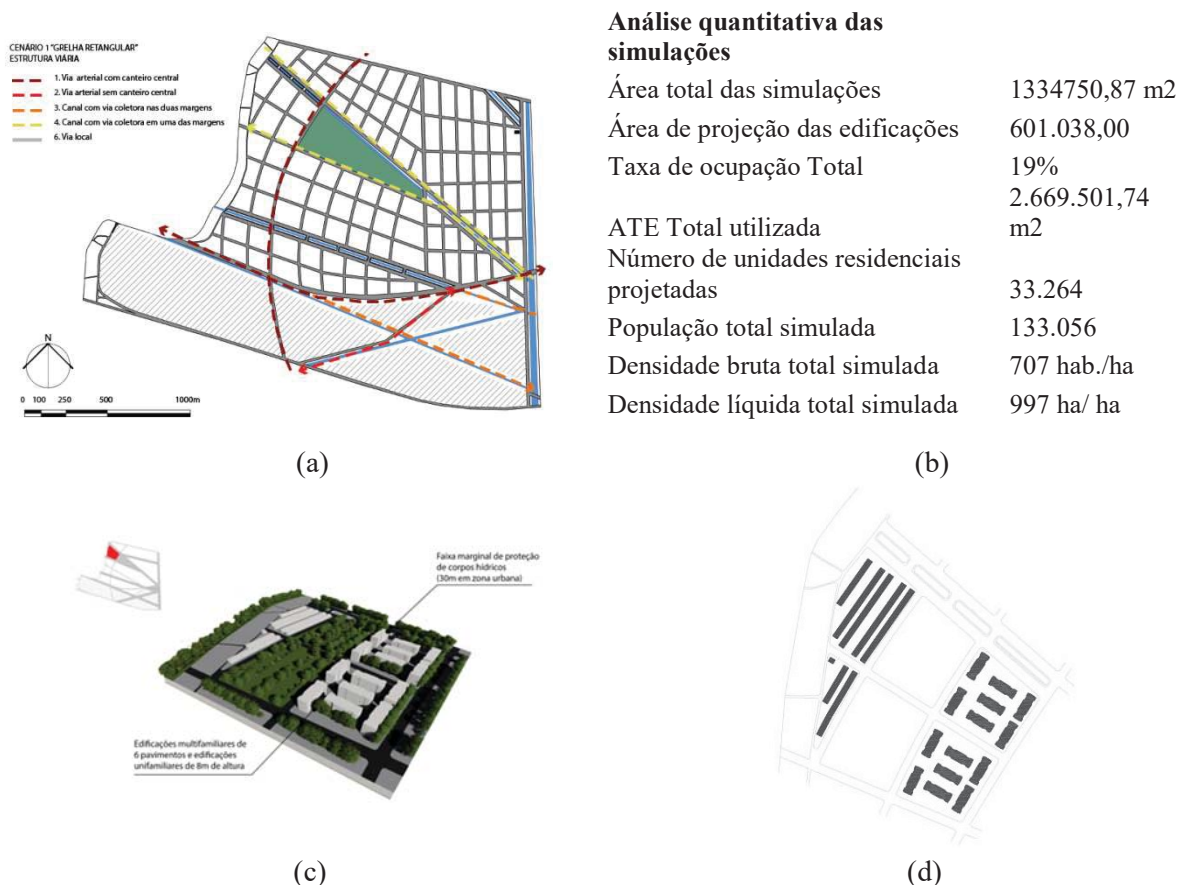 CENÁRIO 1 "GRELHA RETANGULAR"
ESTRUTURA VIÁRIA
1. Via arterial com canteiro central
2. Via arterial sem canteiro central
3. Canal com via coletora nas duas margens
4. Canal com via coletora em uma das margens
6. Via local
N
0 100 250 500 1000m
(a)
Análise quantitativa das
simulações
Área total das simulações 1334750,87 m2
Área de projeção das edificações 601.038,00
Taxa de ocupação Total 19%
2.669.501,74
ATE Total utilizada m2
Número de unidades residenciais
projetadas 33.264
População total simulada 133.056
Densidade bruta total simulada 707 hab./ha
Densidade líquida total simulada 997 ha/ ha
(b)
Faixa marginal de proteção
de corpos hídricos
(30m em zona urbana)
Edificações multifamiliares de
6 pavimentos e edificações
unifamiliares de 8m de altura
(c)
(d)